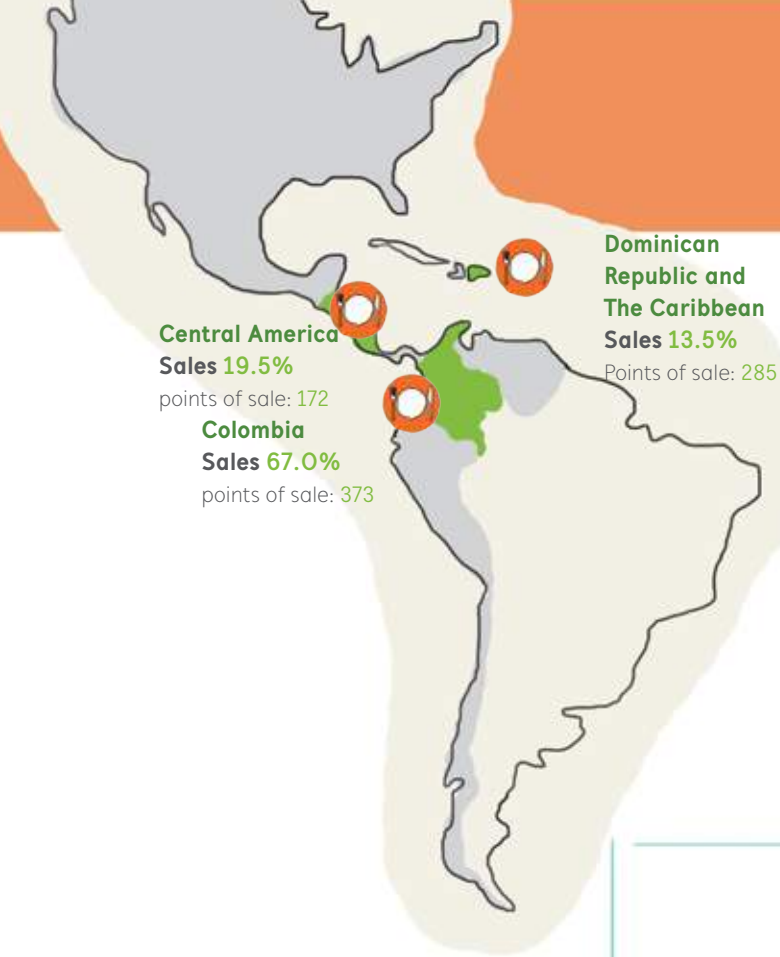 Dominican
Republic and
The Caribbean
Sales 13.5%
Points of sale: 285
Central America
Sales 19.5%
points of sale: 172
Colombia
Sales 67.0%
points of sale: 373